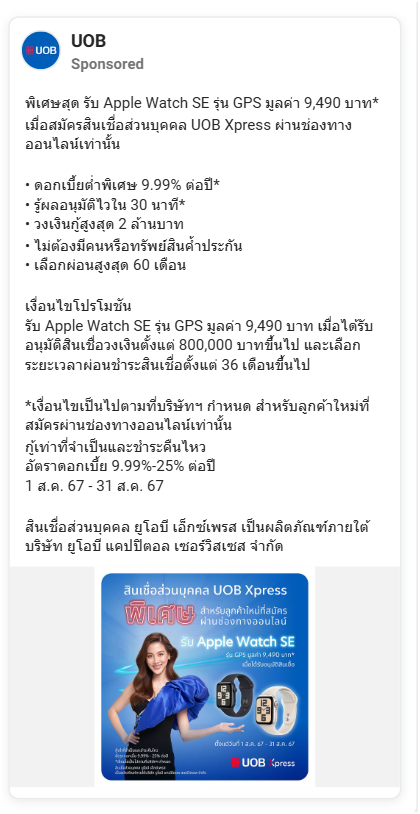 UOB
UOB
Sponsored
พิเศษสุด รับ Apple Watch SE รุ่น GPS มูลค่า 9,490 บาท*
เมื่อสมัครสินเชื่อส่วนบุคคล UOB Xpress ผ่านช่องทาง
ออนไลน์เท่านั้น
• ดอกเบี้ยต่ำพิเศษ 9.99% ต่อปี*
• รู้ผลอนุมัติไวใน 30 นาที*
• วงเงินกู้สูงสุด 2 ล้านบาท
• ไม่ต้องมีคนหรือทรัพย์สินค้ำประกัน
• เลือกผ่อนสูงสุด 60 เดือน
เงื่อนไขโปรโมชัน
รับ Apple Watch SE รุ่น GPS มูลค่า 9,490 บาท เมื่อได้รับ
อนุมัติสินเชื่อวงเงินตั้งแต่ 800,000 บาทขึ้นไป และเลือก
ระยะเวลาผ่อนชำระสินเชื่อตั้งแต่ 36 เดือนขึ้นไป
*เงื่อนไขเป็นไปตามที่บริษัทฯ กำหนด สำหรับลูกค้าใหม่ที่
สมัครผ่านช่องทางออนไลน์เท่านั้น
กู้เท่าที่จำเป็นและชำระคืนไหว
อัตราดอกเบี้ย 9.99%-25% ต่อปี
1 ส.ค. 67 - 31 ส.ค. 67
สินเชื่อส่วนบุคคล ยูโอบี เอ็กซ์เพรส เป็นผลิตภัณฑ์ภายใต้
บริษัท ยูโอบี แคปปิตอล เซอร์วิสเซส จำกัด
สินเชื่อส่วนบุคคล UOB Xpress
พิเศษ สำหรับลูกค้าใหม่ที่สมัคร
ผ่านช่องทางออนไลน์
รับ Apple Watch SE
รุ่น GPS มูลค่า 9,490 บาท*
เมื่อได้รับอนุมัติสินเชื่อ
ตั้งแต่วันที่ 1 ส.ค. 67 - 31 ส.ค. 67
UOB Xpress